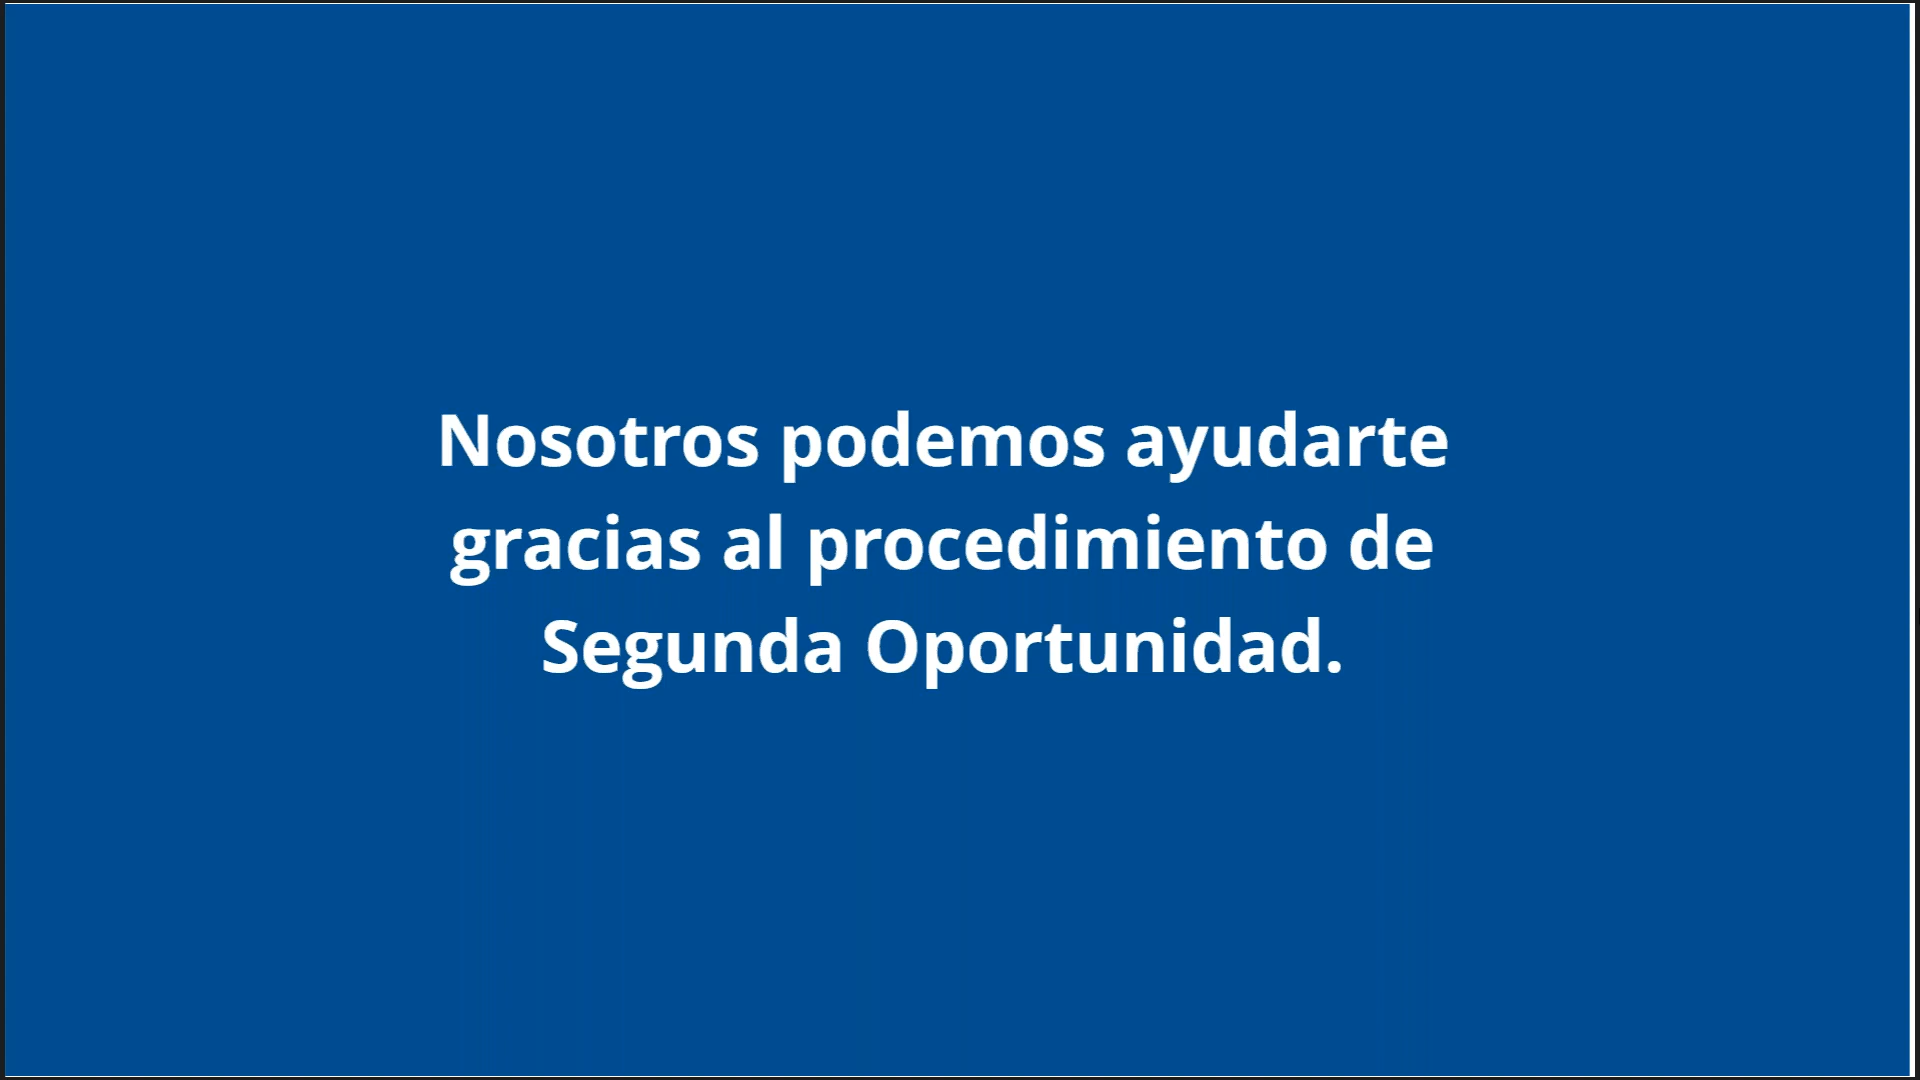 Nosotros podemos ayudarte
gracias al procedimiento de
Segunda Oportunidad.